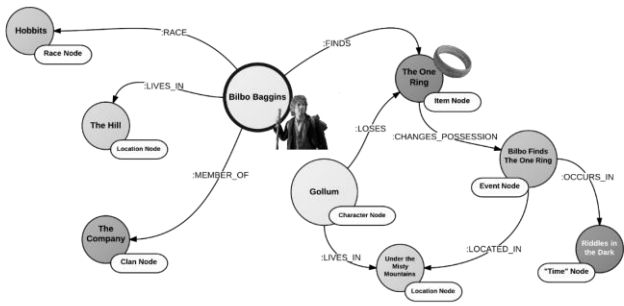 Hobbits
Race Node
:RACE
:FINDS
The One
Ring
Item Node
:LIVES_IN
Bilbo Baggins
The Hill
Location Node
:LOSES
:CHANGES_POSSESSION
Bilbo Finds
The One Ring
Event Node
:OCCURS_IN
:MEMBER_OF
Gollum
Character Node
The
Company
Clan Node
:LIVES_IN
:LOCATED_IN
Under the
Misty
Mountains
Location Node
Riddles in
the Dark
"Time" Node